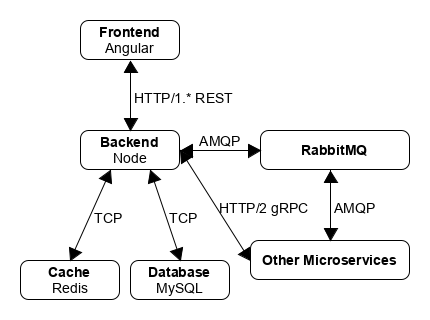 Frontend
Angular
HTTP/1.* REST
Backend
Node
AMQP
RabbitMQ
TCP
TCP
HTTP/2 gRPC
AMQP
Cache
Redis
Database
MySQL
Other Microservices